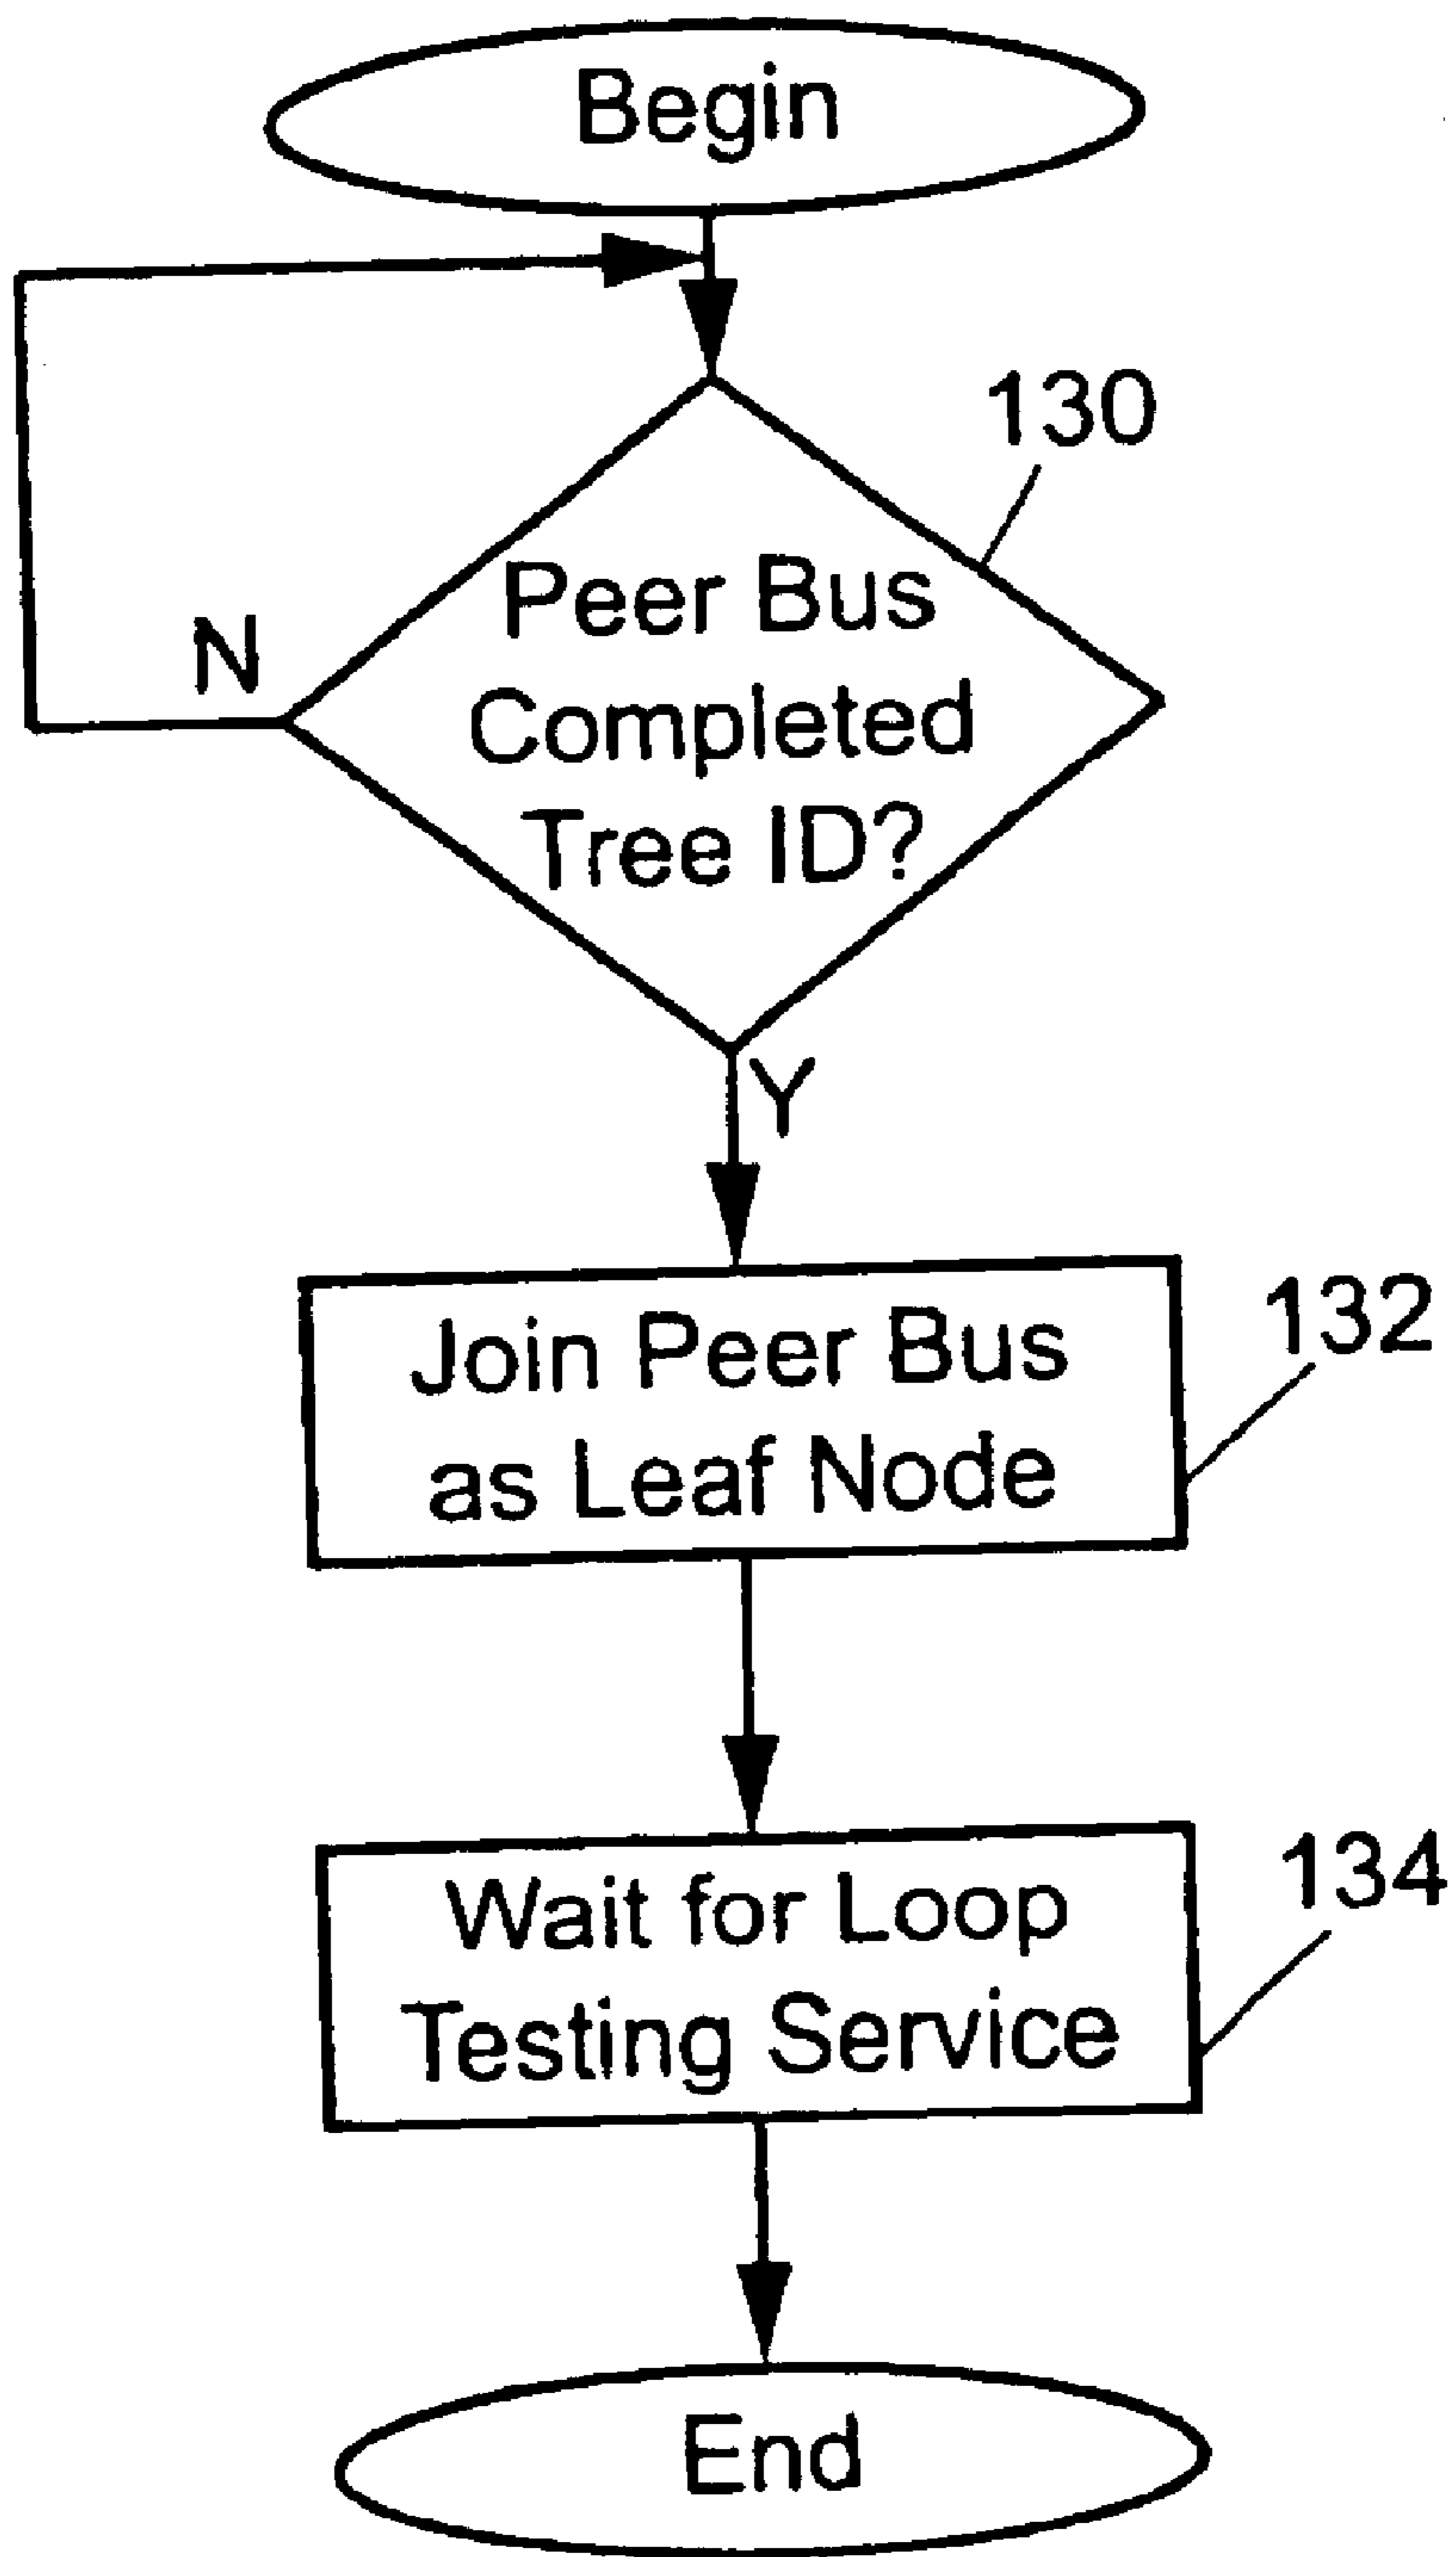 Begin
130
Peer Bus
Completed
Tree ID?
N
Y
Join Peer Bus
as Leaf Node
132
Wait for Loop
Testing Service
134
End